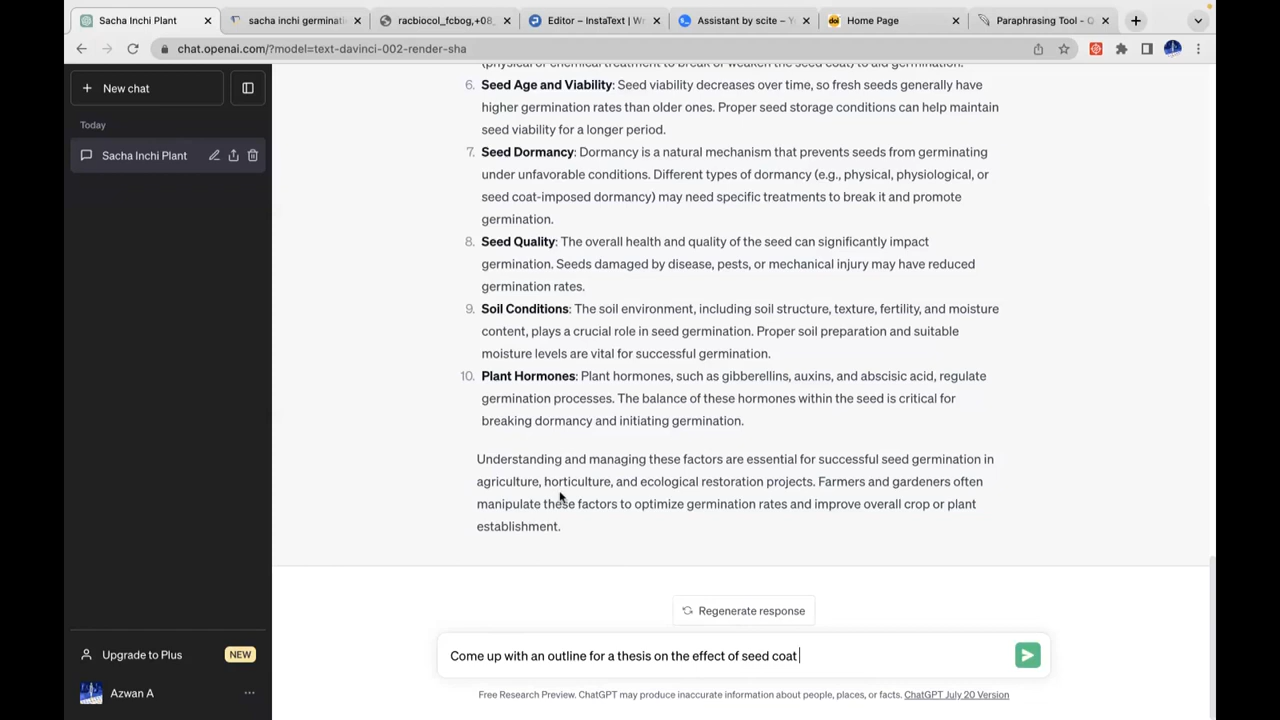 Sacha Inchi Plant
sacha inchi germinati
racbiocol_fcbog,+08_
Editor – InstaText | W
Assistant by scite – Y
Home Page
Paraphrasing Tool - Q
chat.openai.com/?model=text-davinci-002-render-sha
New chat
Today
Sacha Inchi Plant
6. Seed Age and Viability: Seed viability decreases over time, so fresh seeds generally have
higher germination rates than older ones. Proper seed storage conditions can help maintain
seed viability for a longer period.
7. Seed Dormancy: Dormancy is a natural mechanism that prevents seeds from germinating
under unfavorable conditions. Different types of dormancy (e.g., physical, physiological, or
seed coat-imposed dormancy) may need specific treatments to break it and promote
germination.
8. Seed Quality: The overall health and quality of the seed can significantly impact
germination. Seeds damaged by disease, pests, or mechanical injury may have reduced
germination rates.
9. Soil Conditions: The soil environment, including soil structure, texture, fertility, and moisture
content, plays a crucial role in seed germination. Proper soil preparation and suitable
moisture levels are vital for successful germination.
10. Plant Hormones: Plant hormones, such as gibberellins, auxins, and abscisic acid, regulate
germination processes. The balance of these hormones within the seed is critical for
breaking dormancy and initiating germination.
Understanding and managing these factors are essential for successful seed germination in
agriculture, horticulture, and ecological restoration projects. Farmers and gardeners often
manipulate these factors to optimize germination rates and improve overall crop or plant
establishment.
Regenerate response
Come up with an outline for a thesis on the effect of seed coat
Free Research Preview. ChatGPT may produce inaccurate information about people, places, or facts. ChatGPT July 20 Version
Upgrade to Plus
NEW
Azwan A